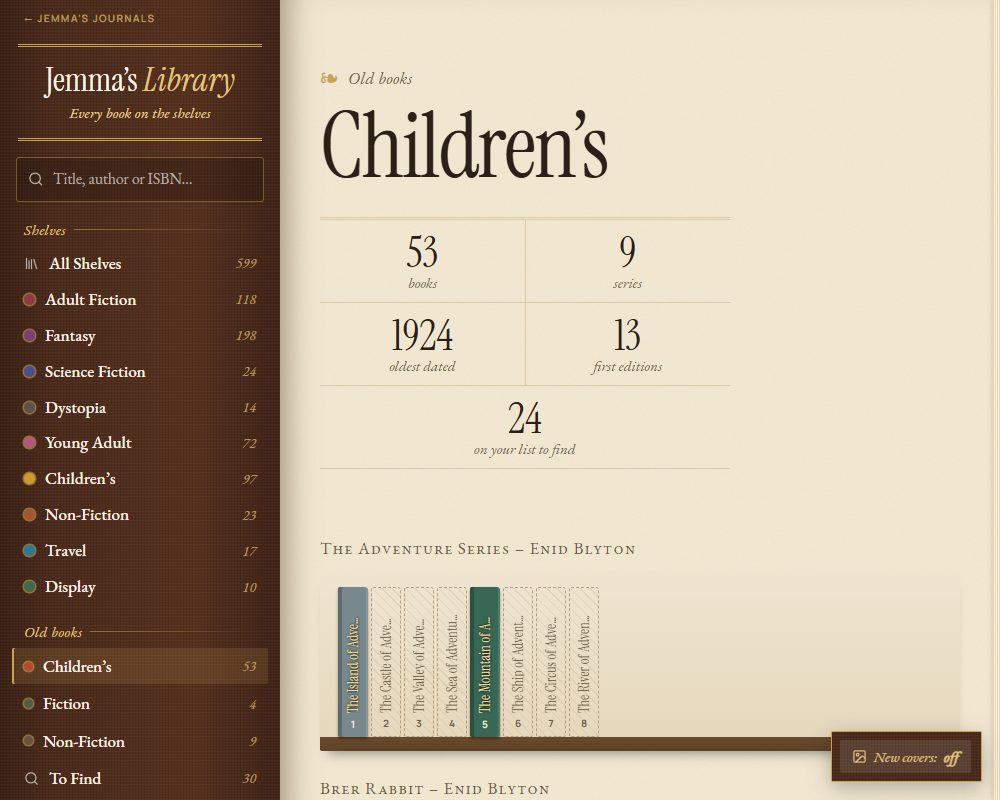 ← JEMMA'S JOURNALS
Jemma's Library
Every book on the shelves
Title, author or ISBN...
Shelves
All Shelves 599
Adult Fiction 118
Fantasy 198
Science Fiction 24
Dystopia 14
Young Adult 72
Children's 97
Non-Fiction 23
Travel 17
Display 10
Old books
Children's 53
Fiction 4
Non-Fiction 9
To Find 30
Old books
Children's
53
books
9
series
1924
oldest dated
13
first editions
24
on your list to find
The Adventure Series – Enid Blyton
The Island of Adve...
1
The Castle of Adve...
2
The Valley of Adve...
3
The Sea of Adventu...
4
The Mountain of A...
5
The Ship of Advent...
6
The Circus of Adve...
7
The River of Adven...
8
Brer Rabbit – Enid Blyton
New covers: off